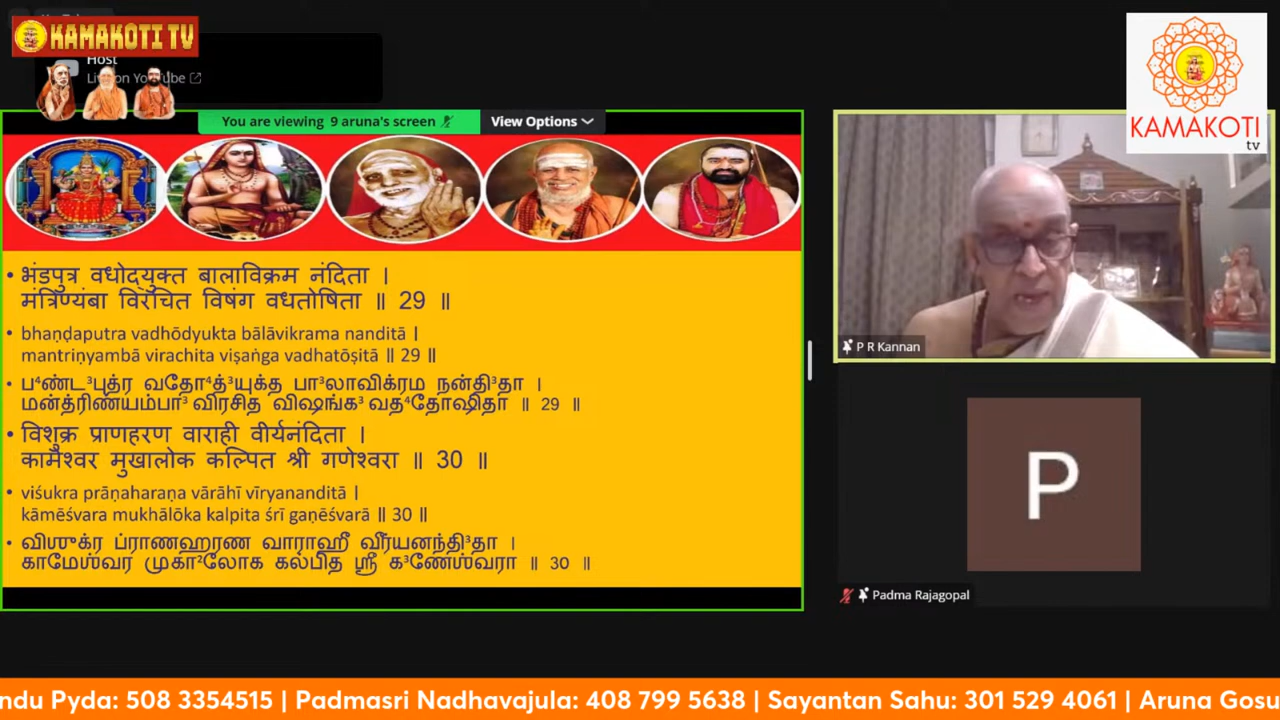 KAMAKOTI TV
Host
Live on YouTube
You are viewing 9 aruna's screen
View Options
• भंडपुत्र वधोद्युक्त बालाविक्रम नंदिता ।
मंत्रिण्यंबा विरचित विषंग वधतोषिता ॥ 29 ॥
• bhaṇḍaputra vadhōdyukta bālāvikrama nanditā |
mantriṇyambā virachita viṣaṅga vadhatōṣitā ‖ 29 ‖
• ப⁴ண்ட³புத்ர வதோ⁴த்³யுக்த பா³லாவிக்ரம நன்தி³தா ।
மன்த்ரிண்யம்பா³ விரசித விஷங்க³ வத⁴தோஷிதா ॥ 29 ॥
• विशुक्र प्राणहरण वाराही वीर्यनंदिता ।
कामेश्वर मुखालोक कल्पित श्री गणेश्वरा ॥ 30 ॥
• viśukra prāṇaharaṇa vārāhī vīryananditā |
kāmēśvara mukhālōka kalpita śrī gaṇēśvarā ‖ 30 ‖
• விஶுக்ர ப்ராணஹரண வாராஹீ வீர்யனந்தி³தா ।
காமேஶ்வர முகா²லோக கல்பித ஶ்ரீ க³ணேஶ்வரா ॥ 30 ॥
KAMAKOTI
tv
P R Kannan
P
Padma Rajagopal
ndu Pyda: 508 3354515 | Padmasri Nadhavajula: 408 799 5638 | Sayantan Sahu: 301 529 4061 | Aruna Gosu